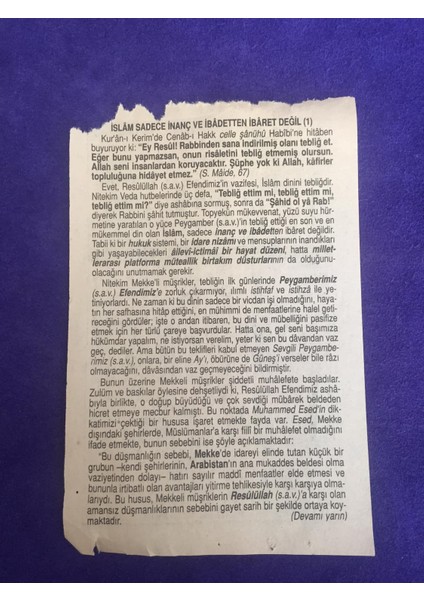 İSLÂM SADECE İNANÇ VE İBÂDETTEN İBÂRET DEĞİL (1)
Kur'ân-ı Kerim'de Cenâb-ı Hakk celle şânühû Habîbi'ne hitâben
buyuruyor ki: "Ey Resûl! Rabbinden sana indirilmiş olanı tebliğ et.
Eğer bunu yapmazsan, onun risâletini tebliğ etmemiş olursun.
Allah seni insanlardan koruyacaktır. Şüphe yok ki Allah, kâfirler
topluluğuna hidâyet etmez." (S. Mâide, 67)
Evet, Resûlüllah (s.a.v.) Efendimiz'in vazifesi, İslâm dinini tebliğdir.
Nitekim Veda hutbelerinde üç defa, "Tebliğ ettim mi, tebliğ ettim mi,
tebliğ ettim mi?" diye ashâbına sormuş, sonra da "Şâhid ol yâ Rab!"
diyerek Rabbini şâhit tutmuştur. Topyekûn mükevvenat, yüzü suyu hür-
metine yaratılan o yüce Peygamber (s.a.v.)'in tebliğ ettiği en son ve en
mükemmel din olan İslâm, sadece inanç ve ibâdetten ibâret değildir.
Tabii ki bir hukuk sistemi, bir idare nizâmı ve mensuplarının inandıkları
gibi yaşayabilecekleri âilevi-ictimâî bir hayat düzeni, hatta millet-
lerarası platforma müteallik birtakım düsturlarının da olduğunu-
olacağını unutmamak gerekir.
Nitekim Mekke'li müşrikler, tebliğin ilk günlerinde Peygamberimiz
(s.a.v.) Efendimiz'e zorluk çıkarmıyor, ılımlı istihfaf ve istihzâ ile ye-
tiniyorlardı. Ne zaman ki bu dinin sadece bir vicdan işi olmadığını, haya-
tın her safhasına hitâp ettiğini, en mühimmi de menfaatlerine halel geti-
receğini gördüler; işte o andan itibaren, bu dini ve mübelliğini pasifize
etmek için her türlü çareye başvurdular. Hatta ona, gel seni başımıza
hükümdar yapalım, ne istiyorsan verelim, yeter ki sen bu dâvandan vaz
geç, dediler. Ama bütün bu teklifleri kabul etmeyen Sevgili Peygambe-
rimiz (s.a.v.), onlara, bir eline Ay'ı, öbürüne de Güneş'i verseler bile râzı
olmayacağını, dâvâsından vaz geçmeyeceğini bildirmiştir.
Bunun üzerine Mekkeli müşrikler şiddetli muhâlefete başladılar.
Zulüm ve baskılar öylesine dehşetliydi ki, Resûlüllah Efendimiz ashâ-
bıyla birlikte, o doğup büyüdüğü ve çok sevdiği mübârek beldeden
hicret etmeye mecbur kalmıştı. Bu noktada Muhammed Esed'in dik-
katimizi çektiği bir hususa işaret etmekte fayda var. Esed, Mekke
dışındaki şehirlerde, Müslümanlar'a karşı fiilî bir muhâlefet olmadığını
ifade etmekte, bunun sebebini ise şöyle açıklamaktadır:
"Bu düşmanlığın sebebi, Mekke'de idareyi elinde tutan küçük bir
grubun –kendi şehirlerinin, Arabistan'ın ana mukaddes beldesi olma
vaziyetinden dolayı– hatırı sayılır maddî menfaatler elde etmesi ve
bununla irtibatlı olan avantajları yitirme tehlikesiyle karşı karşıya olma-
larıydı. Bu husus, Mekkeli müşriklerin Resûlüllah (s.a.v.)'a karşı olan
amansız düşmanlıklarının sebebini gayet sarih bir şekilde ortaya koy-
maktadır.
(Devamı yarın)